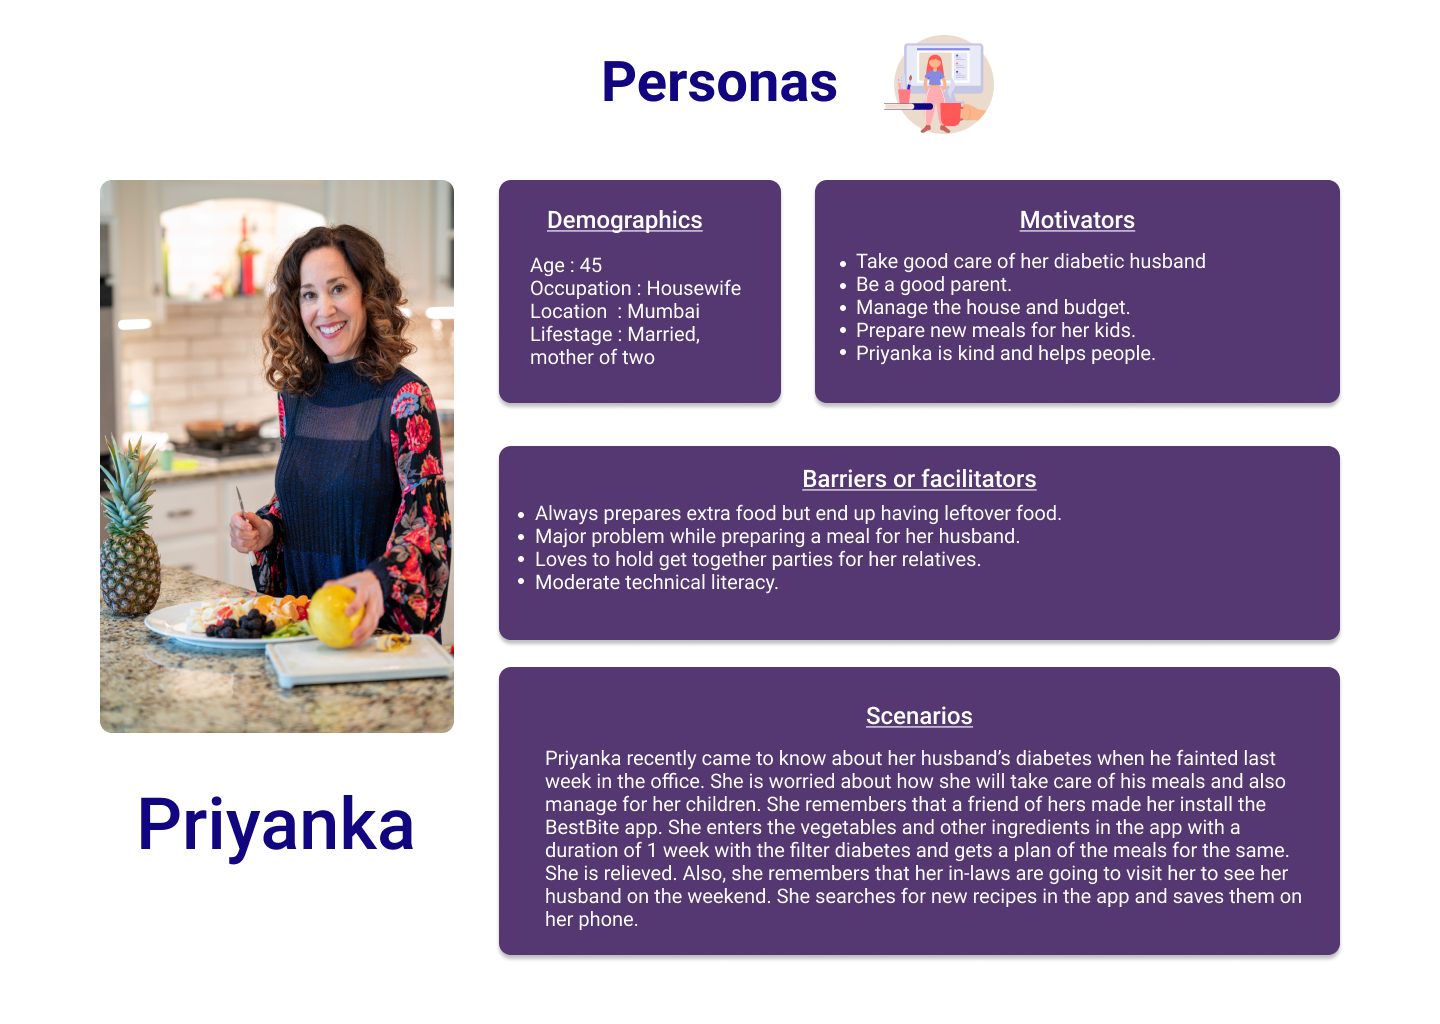 Personas
Demographics
Age : 45
Occupation : Housewife
Location  : Mumbai
Lifestage : Married,
mother of two
Motivators
• Take good care of her diabetic husband
• Be a good parent.
• Manage the house and budget.
• Prepare new meals for her kids.
• Priyanka is kind and helps people.
Barriers or facilitators
• Always prepares extra food but end up having leftover food.
• Major problem while preparing a meal for her husband.
• Loves to hold get together parties for her relatives.
• Moderate technical literacy.
Priyanka
Scenarios
Priyanka recently came to know about her husband’s diabetes when he fainted last
week in the office. She is worried about how she will take care of his meals and also
manage for her children. She remembers that a friend of hers made her install the
BestBite app. She enters the vegetables and other ingredients in the app with a
duration of 1 week with the filter diabetes and gets a plan of the meals for the same.
She is relieved. Also, she remembers that her in-laws are going to visit her to see her
husband on the weekend. She searches for new recipes in the app and saves them on
her phone.